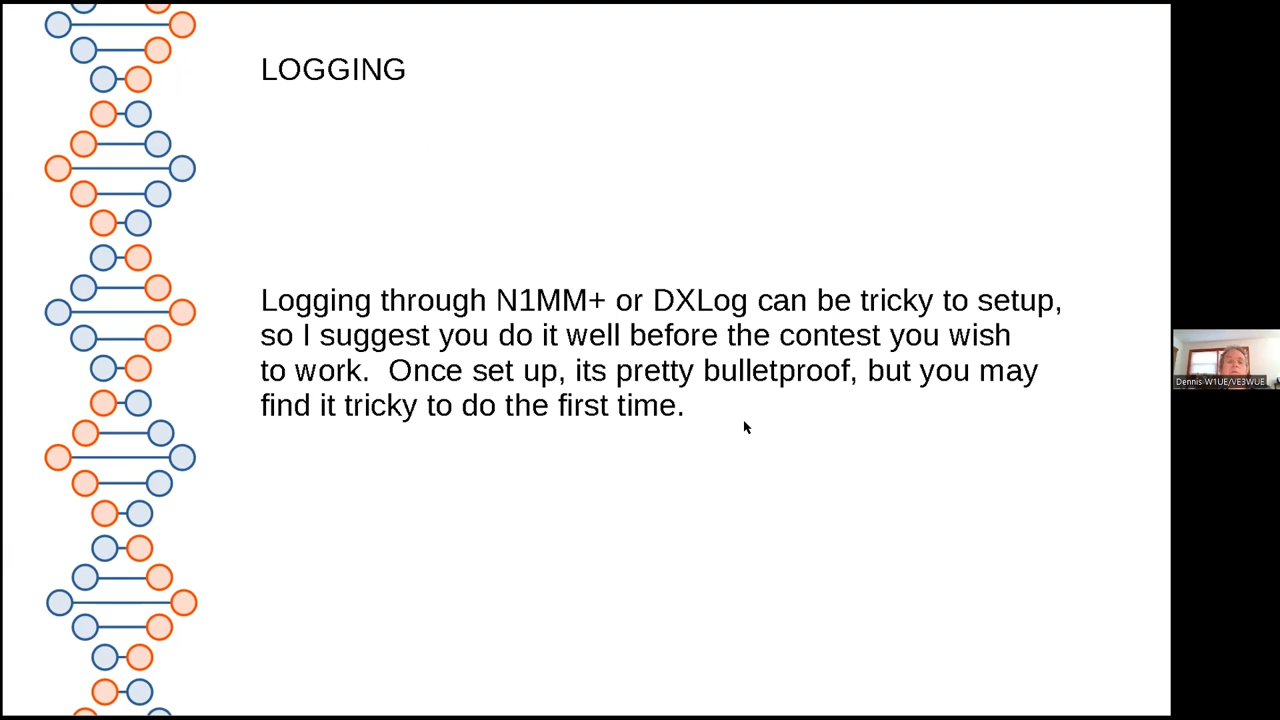 LOGGING
Logging through N1MM+ or DXLog can be tricky to setup,
so I suggest you do it well before the contest you wish
to work.  Once set up, its pretty bulletproof, but you may
find it tricky to do the first time.
Dennis W1UE/VE3WUE